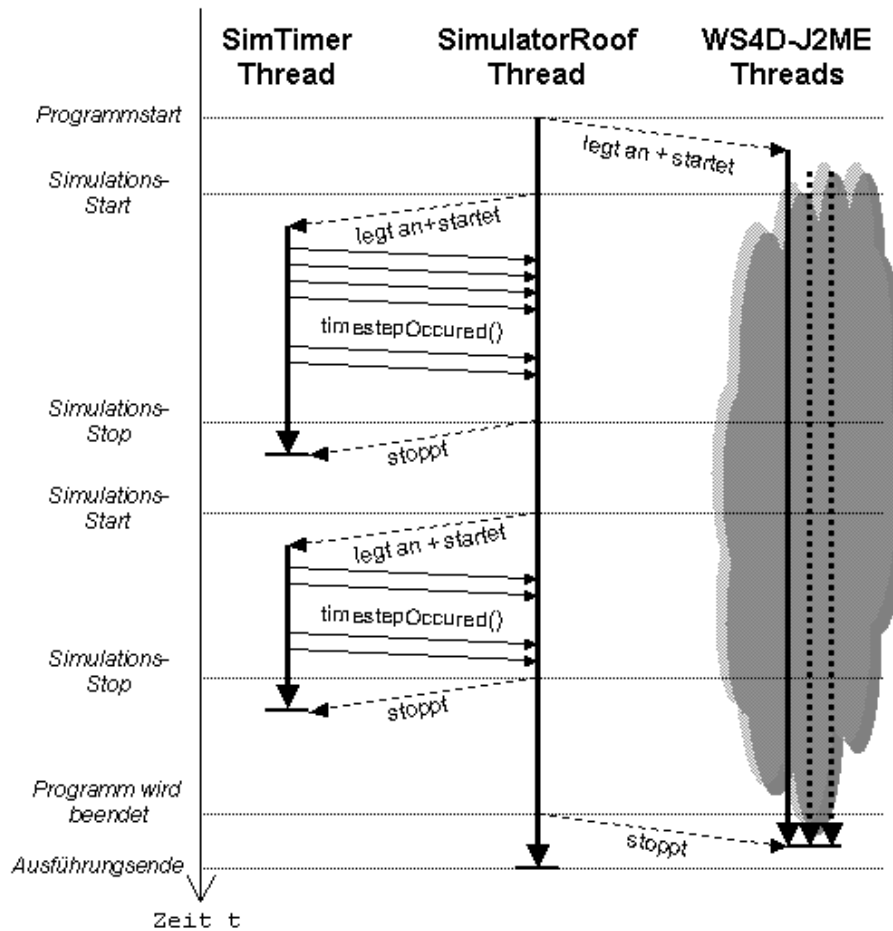 SimTimer
Thread
SimulatorRoof
Thread
WS4D-J2ME
Threads
Programmstart
legt an + startet
Simulations-
Start
legt an+startet
timestepOccured()
Simulations-
Stop
stoppt
Simulations-
Start
legt an + startet
timestepOccured()
Simulations-
Stop
stoppt
Programm wird
beendet
stoppt
Ausführungsende
Zeit t